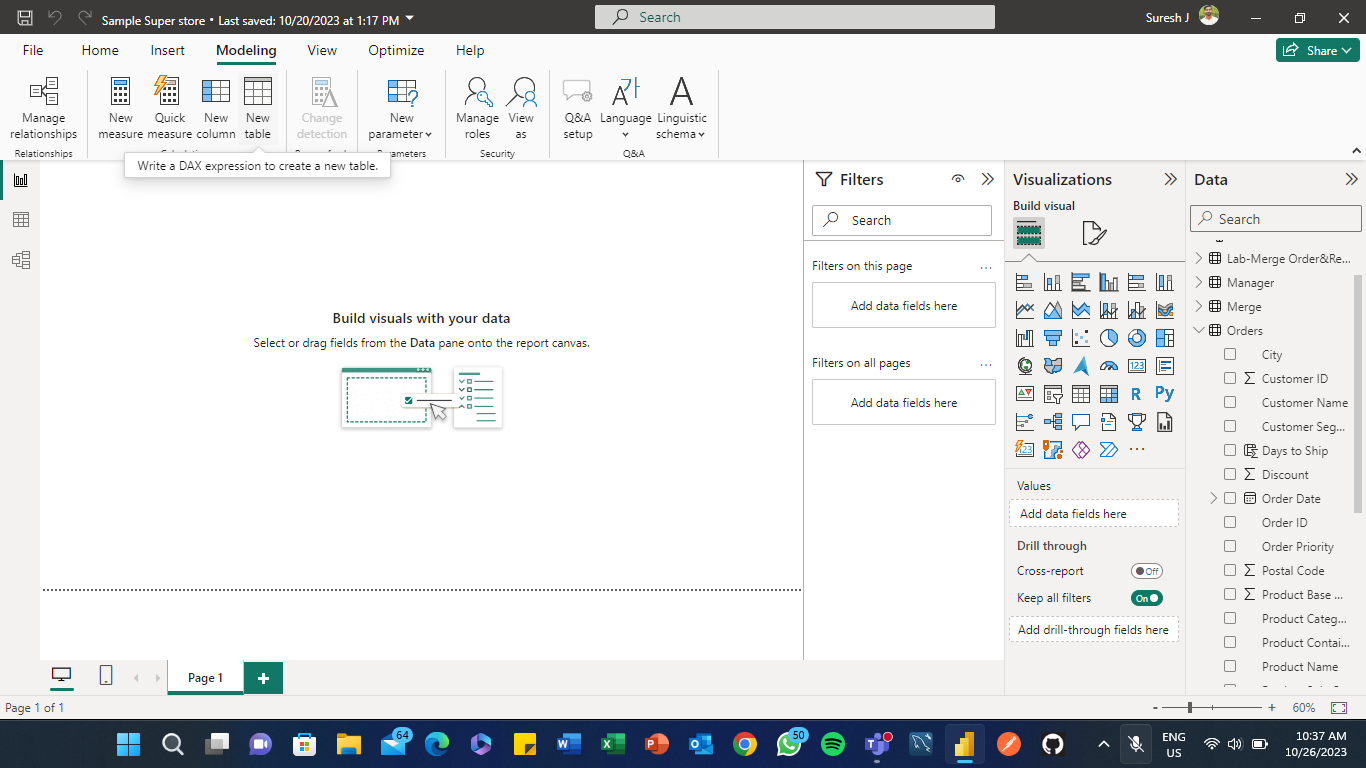 Sample Super store • Last saved: 10/20/2023 at 1:17 PM
Search
Suresh J
File
Home
Insert
Modeling
View
Optimize
Help
Share
Manage relationships
New measure
Quick measure
New column
New table
Change detection
New parameter
Manage roles
View as
Q&A setup
Language
Linguistic schema
Relationships
Parameters
Security
Q&A
Write a DAX expression to create a new table.
Build visuals with your data
Select or drag fields from the Data pane onto the report canvas.
Filters
Search
Filters on this page
...
Add data fields here
Filters on all pages
...
Add data fields here
Visualizations
Build visual
123
R
Py
123
...
Values
Add data fields here
Drill through
Cross-report
Off
Keep all filters
On
Add drill-through fields here
Data
Search
Lab-Merge Order&Re...
Manager
Merge
Orders
City
Customer ID
Customer Name
Customer Seg...
Days to Ship
Discount
Order Date
Order ID
Order Priority
Postal Code
Product Base ...
Product Categ...
Product Contai...
Product Name
Page 1
+
Page 1 of 1
- + 60%
64
50
ENG
US
10:37 AM
10/26/2023